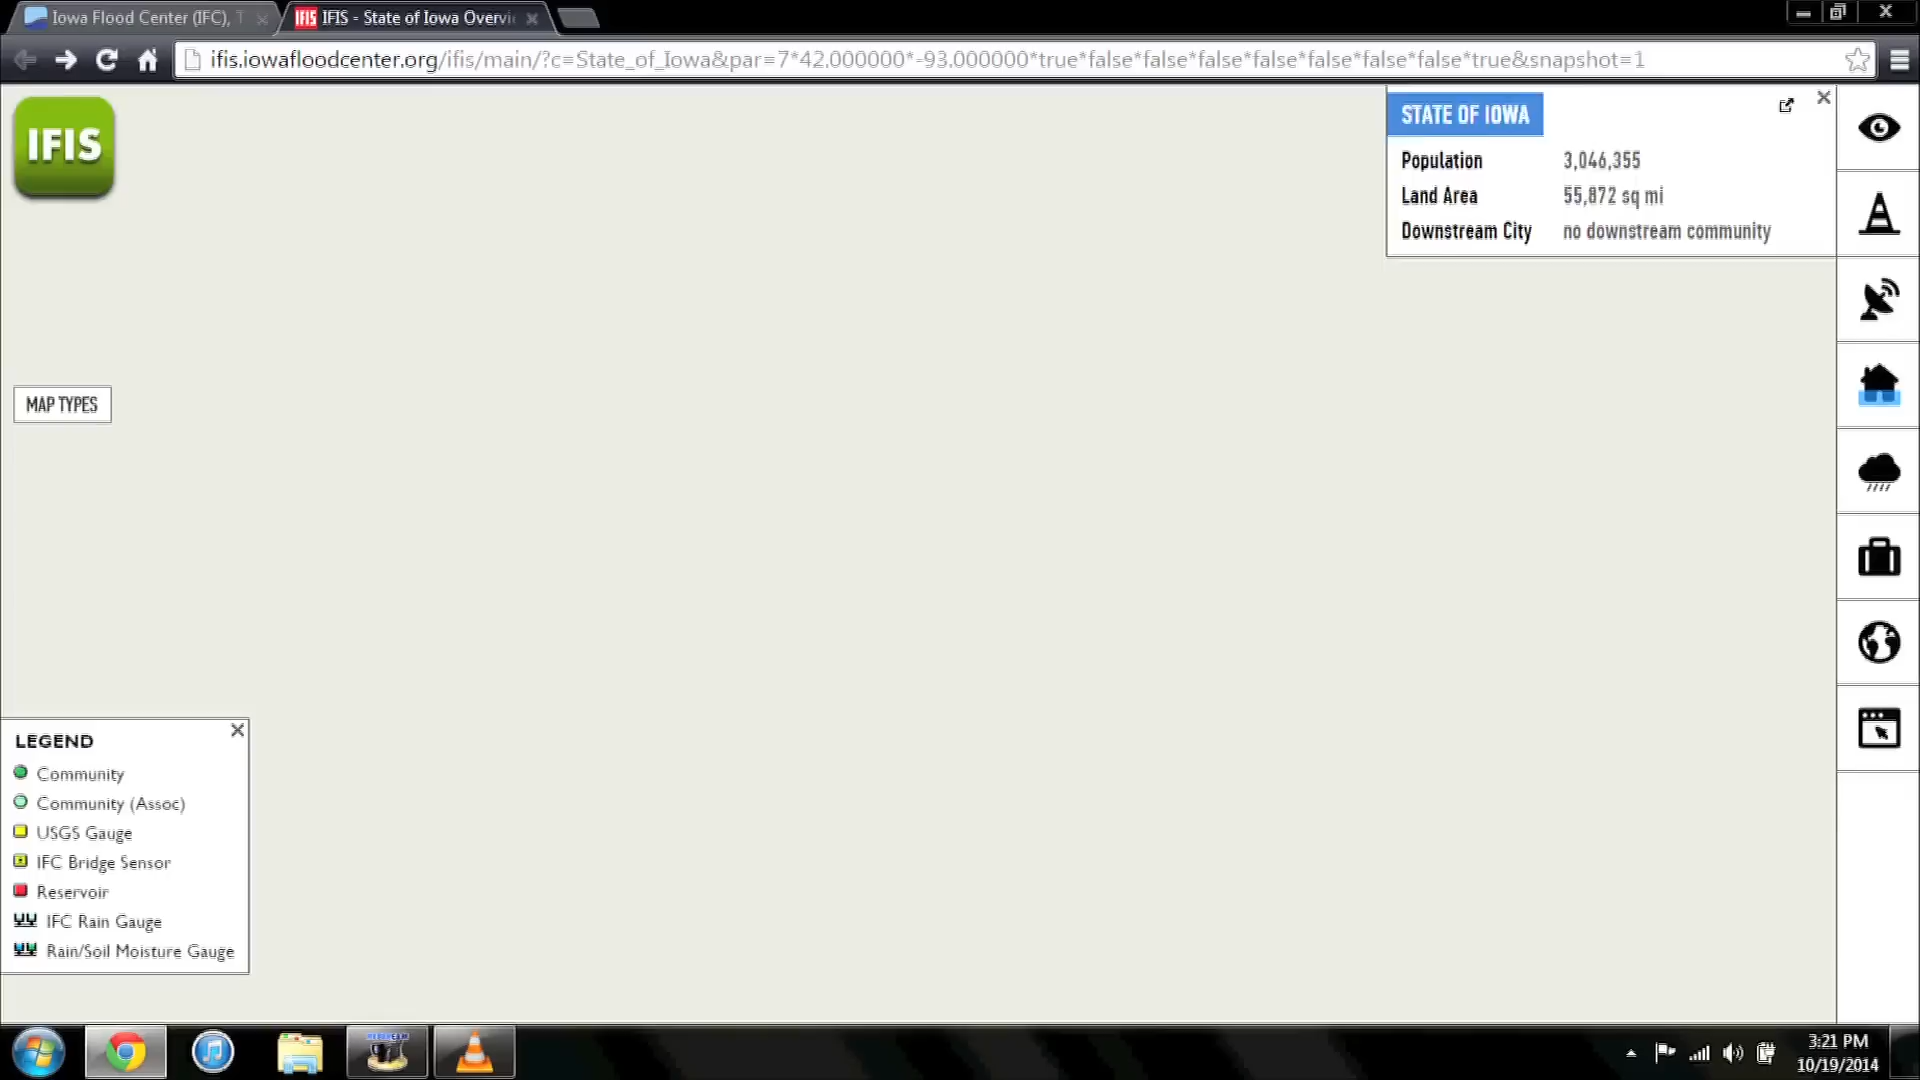 Iowa Flood Center (IFC), T
IFIS IFIS - State of Iowa Overvi
ifis.iowafloodcenter.org/ifis/main/?c=State_of_Iowa&par=7*42.000000*-93.000000*true*false*false*false*false*false*false*false*true&snapshot=1
IFIS
STATE OF IOWA
Population 3,046,355
Land Area 55,872 sq mi
Downstream City no downstream community
MAP TYPES
LEGEND
Community
Community (Assoc)
USGS Gauge
IFC Bridge Sensor
Reservoir
IFC Rain Gauge
Rain/Soil Moisture Gauge
3:21 PM
10/19/2014